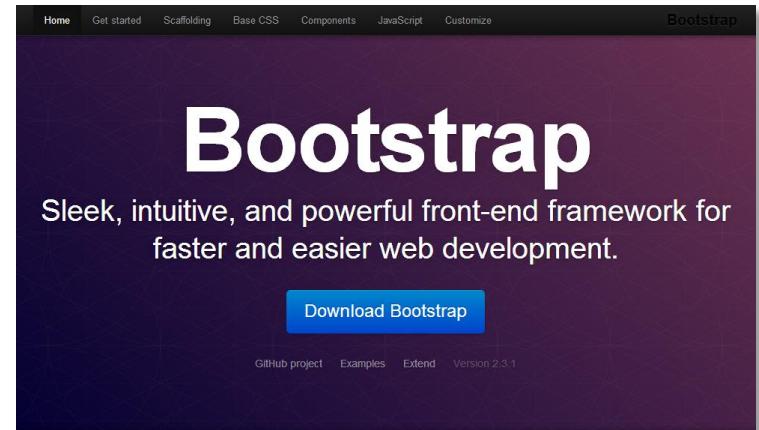 Home Get started Scaffolding Base CSS Components JavaScript Customize Bootstrap
Bootstrap
Sleek, intuitive, and powerful front-end framework for
faster and easier web development.
Download Bootstrap
GitHub project Examples Extend Version 2.3.1